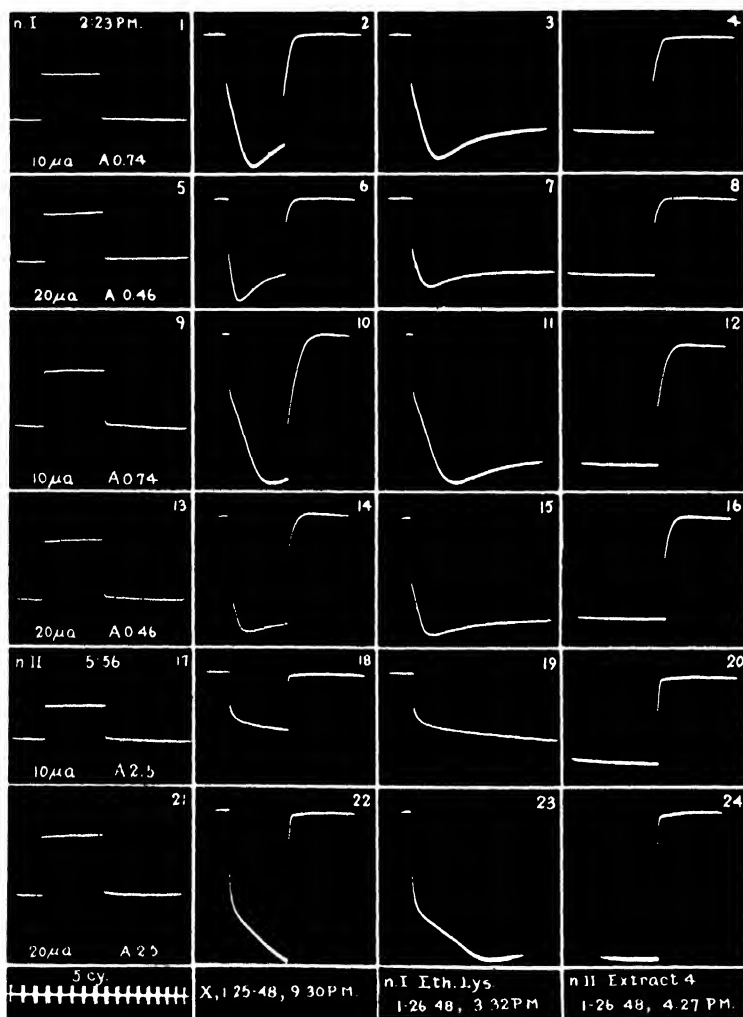 n.I 2:23 PM. 1
2
3
4
10 μa A 0.74
5
6
7
8
20 μa A 0.46
9
10
11
12
10 μa A 0.74
13
14
15
16
20 μa A 0.46
n II 5:56 17
18
19
20
10 μa A 2.5
21
22
23
24
20 μa A 2.5
5 cy.
X, 1 25-48, 9 30 P M.
n.I Eth. Lys.
1-26 48, 3 32 PM
n II Extract 4
1-26 48, 4.27 PM.